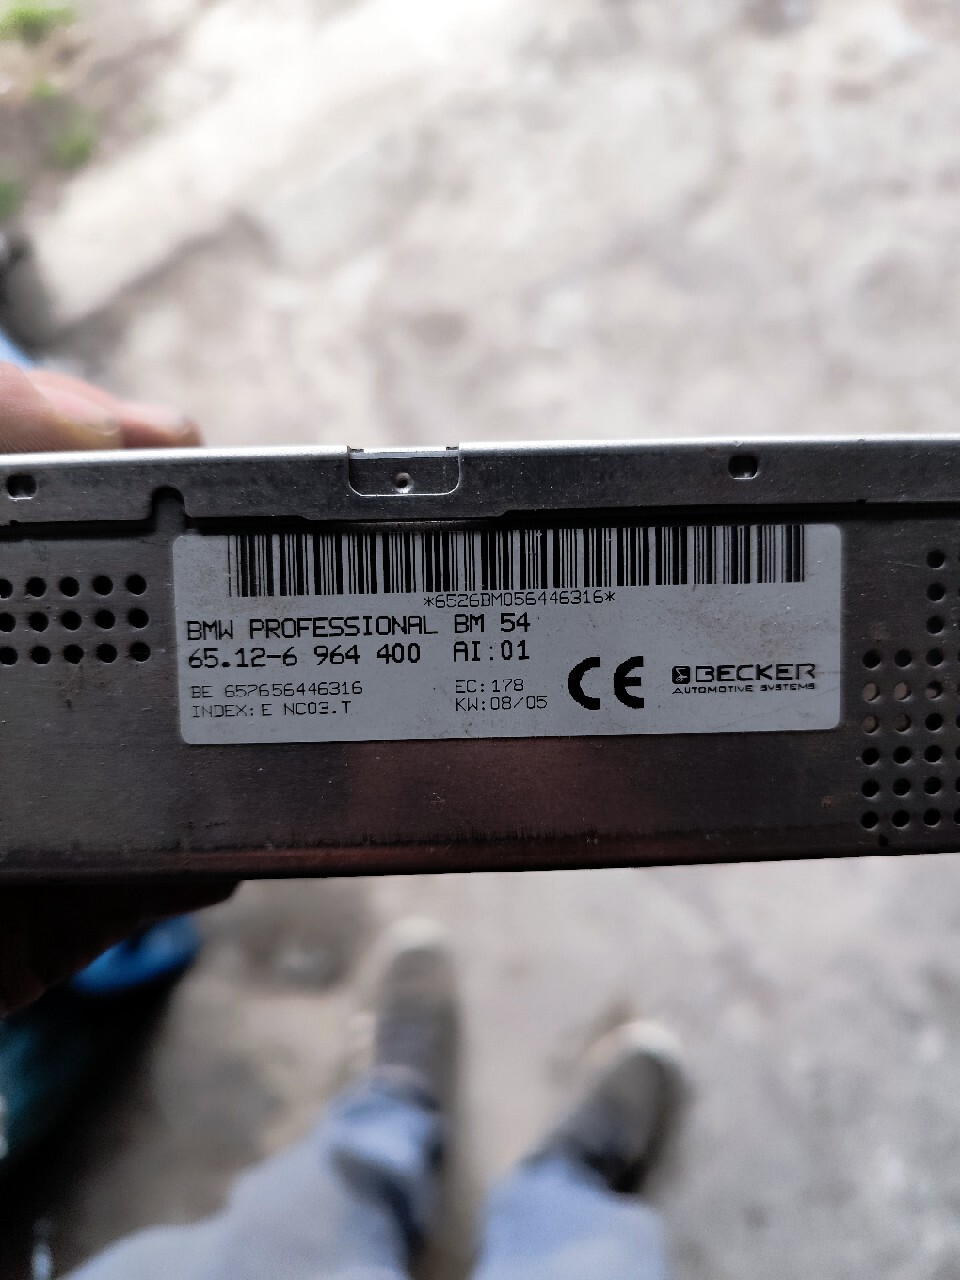 *6526BM056446316*
BMW PROFESSIONAL BM 54
65.12-6 964 400 AI:01
BE 652656446316 EC:178
INDEX: E NC03.T KW:08/05
CE
BECKER
AUTOMOTIVE SYSTEMS